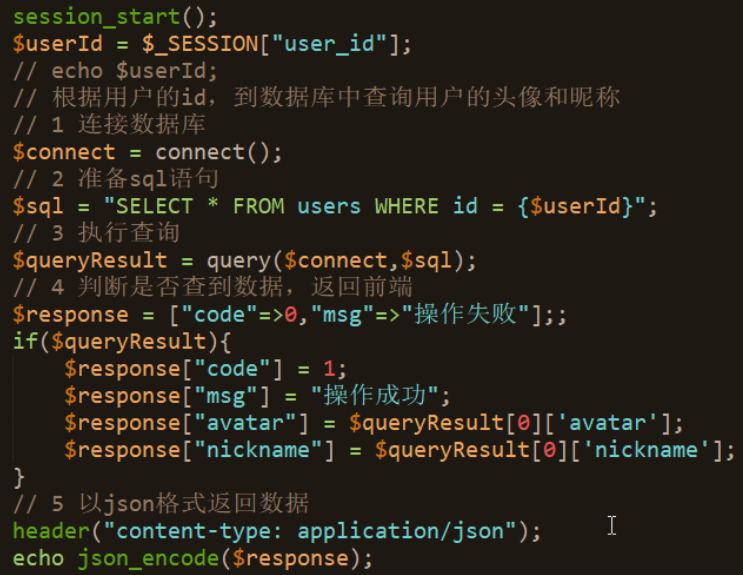 session_start();
$userId = $_SESSION["user_id"];
// echo $userId;
// 根据用户的id，到数据库中查询用户的头像和昵称
// 1 连接数据库
$connect = connect();
// 2 准备sql语句
$sql = "SELECT * FROM users WHERE id = {$userId}";
// 3 执行查询
$queryResult = query($connect,$sql);
// 4 判断是否查到数据，返回前端
$response = ["code"=>0,"msg"=>"操作失败"];;
if($queryResult){
    $response["code"] = 1;
    $response["msg"] = "操作成功";
    $response["avatar"] = $queryResult[0]['avatar'];
    $response["nickname"] = $queryResult[0]['nickname'];
}
// 5 以json格式返回数据
header("content-type: application/json");
echo json_encode($response);